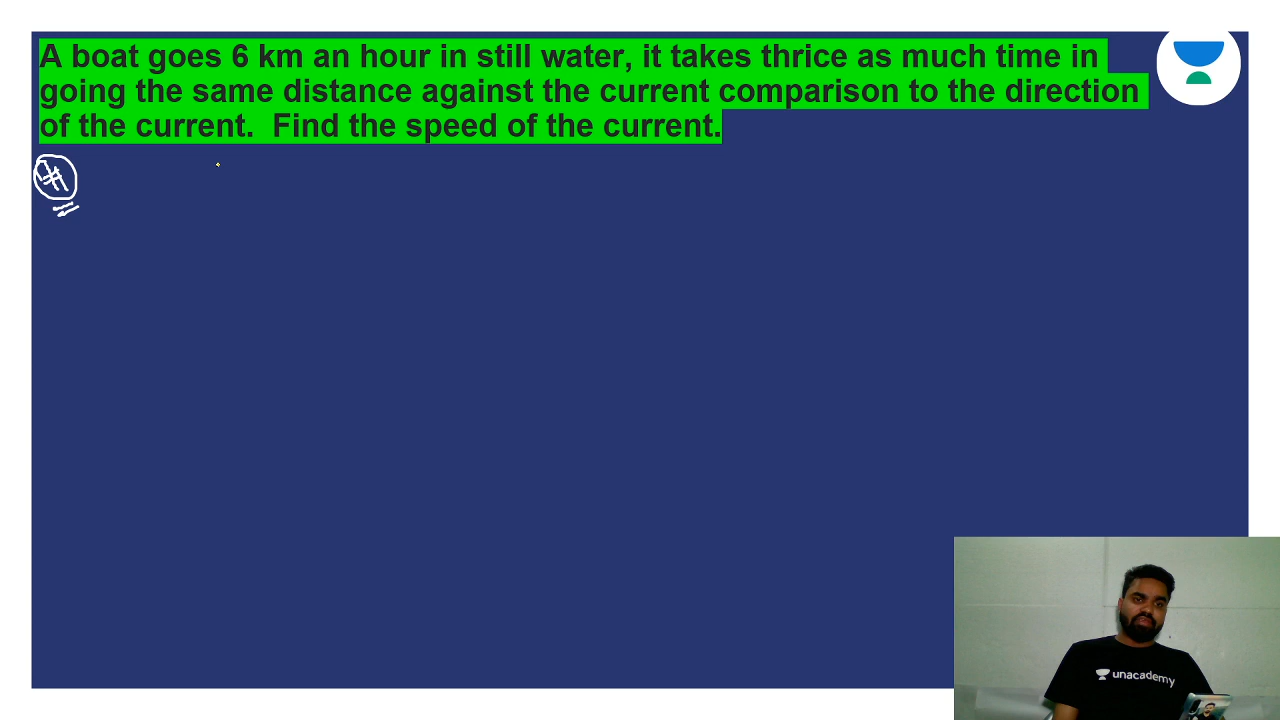 A boat goes 6 km an hour in still water, it takes thrice as much time in
going the same distance against the current comparison to the direction
of the current.  Find the speed of the current.
#
unacademy